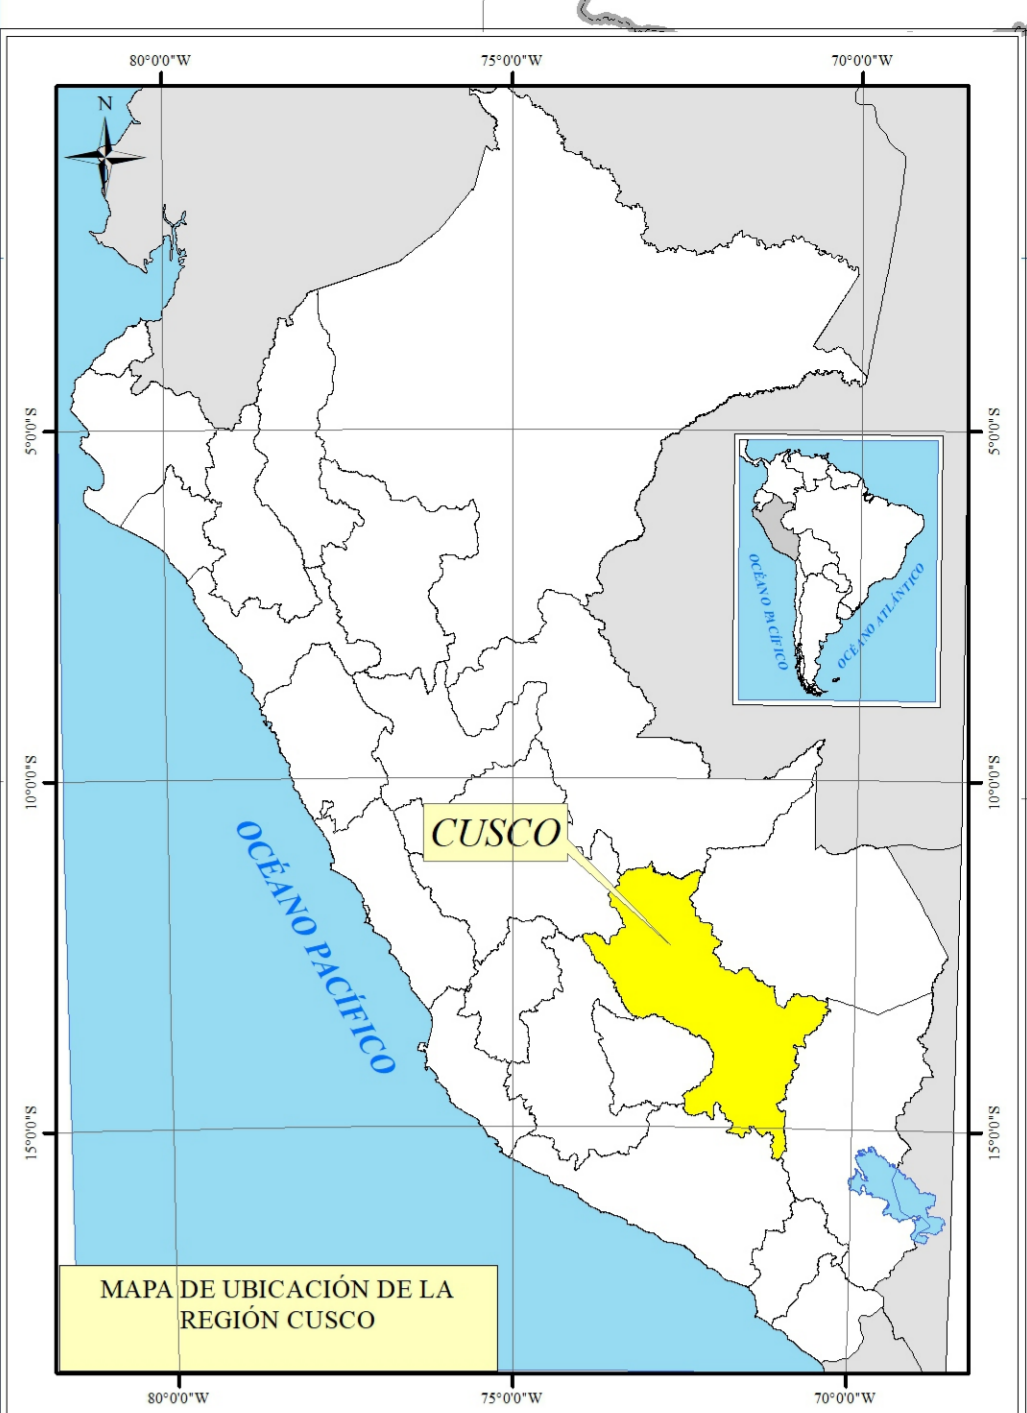 80°0'0"W
75°0'0"W
70°0'0"W
N
5°0'0"S
5°0'0"S
OCÉANO PACÍFICO
OCÉANO ATLÁNTICO
10°0'0"S
10°0'0"S
CUSCO
OCÉANO PACÍFICO
15°0'0"S
15°0'0"S
MAPA DE UBICACIÓN DE LA
REGIÓN CUSCO
80°0'0"W
75°0'0"W
70°0'0"W